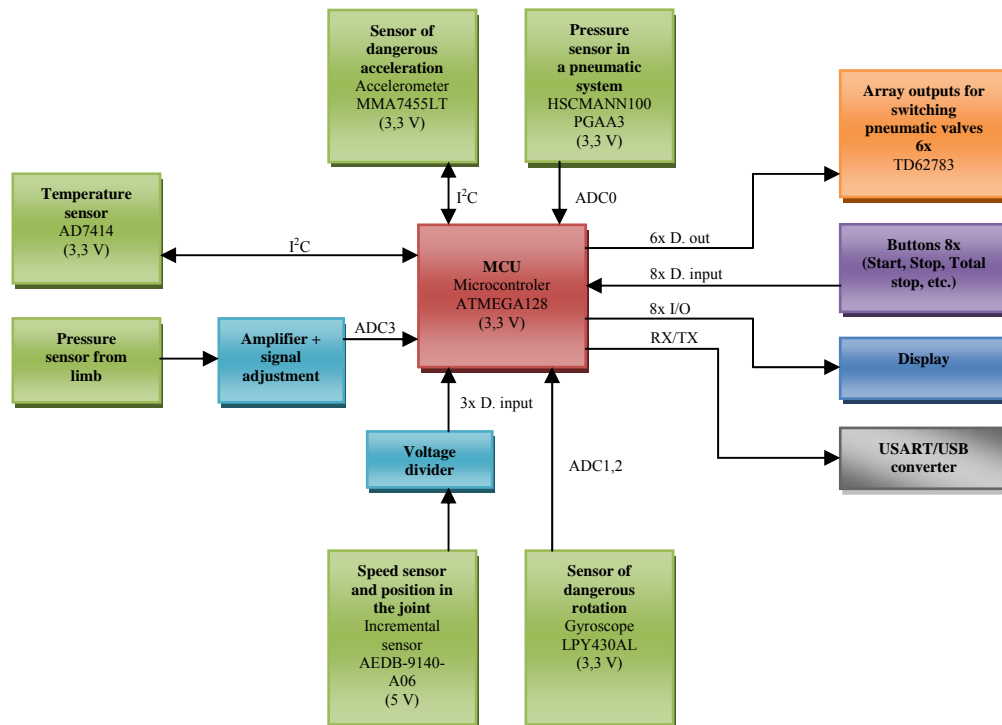 Sensor of
dangerous
acceleration
Accelerometer
MMA7455LT
(3,3 V)
Pressure
sensor in
a pneumatic
system
HSCMANN100
PGAA3
(3,3 V)
Array outputs for
switching
pneumatic valves
6x
TD62783
I²C
ADC0
Temperature
sensor
AD7414
(3,3 V)
I²C
MCU
Microcontroler
ATMEGA128
(3,3 V)
6x D. out
8x D. input
8x I/O
RX/TX
Buttons 8x
(Start, Stop, Total
stop, etc.)
Pressure
sensor from
limb
Amplifier +
signal
adjustment
ADC3
Display
3x D. input
Voltage
divider
ADC1,2
USART/USB
converter
Speed sensor
and position in
the joint
Incremental
sensor
AEDB-9140-
A06
(5 V)
Sensor of
dangerous
rotation
Gyroscope
LPY430AL
(3,3 V)